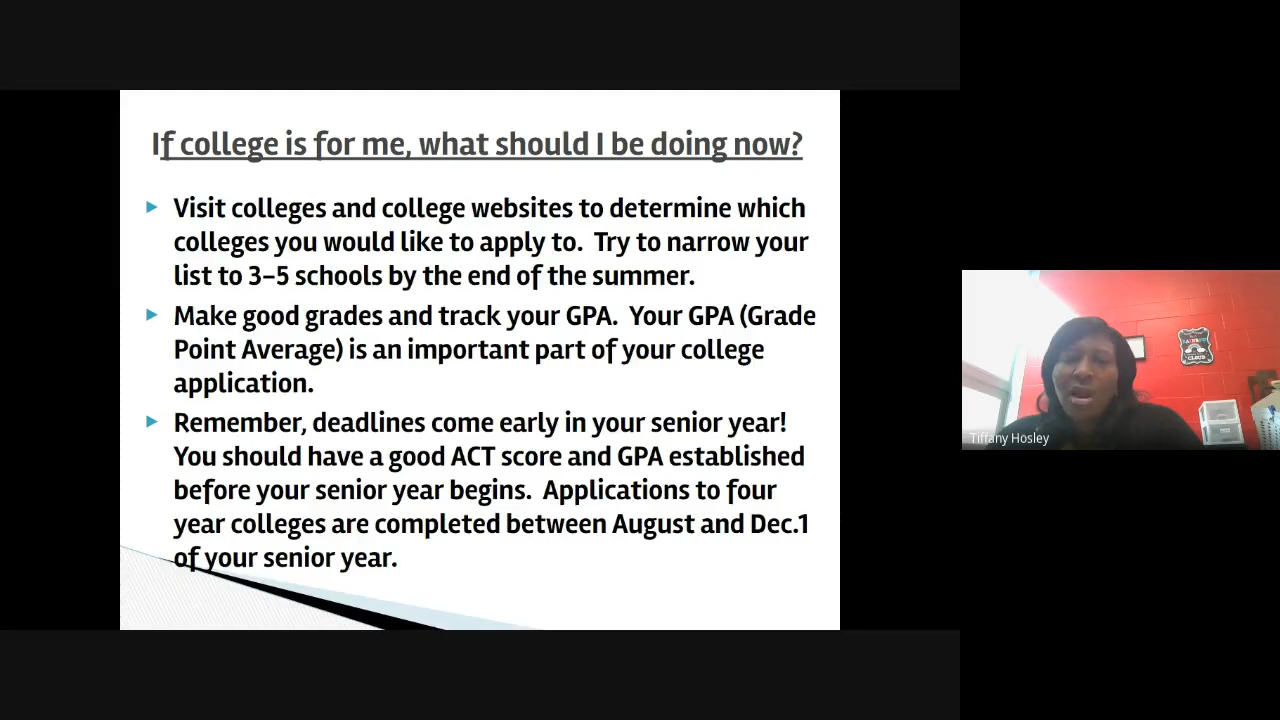 If college is for me, what should I be doing now?
Visit colleges and college websites to determine which
colleges you would like to apply to. Try to narrow your
list to 3-5 schools by the end of the summer.
Make good grades and track your GPA. Your GPA (Grade
Point Average) is an important part of your college
application.
Remember, deadlines come early in your senior year!
You should have a good ACT score and GPA established
before your senior year begins. Applications to four
year colleges are completed between August and Dec.1
of your senior year.
CLOUD
Tiffany Hosley